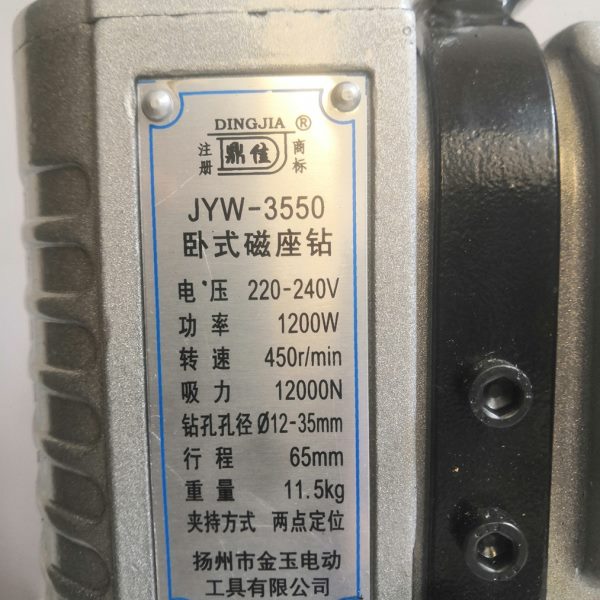 DINGJIA ®
注册 鼎佳 商标
JYW-3550
卧式磁座钻
电压 220-240V
功率 1200W
转速 450r/min
吸力 12000N
钻孔孔径 Ø12-35mm
行程 65mm
重量 11.5kg
夹持方式 两点定位
扬州市金玉电动
工具有限公司